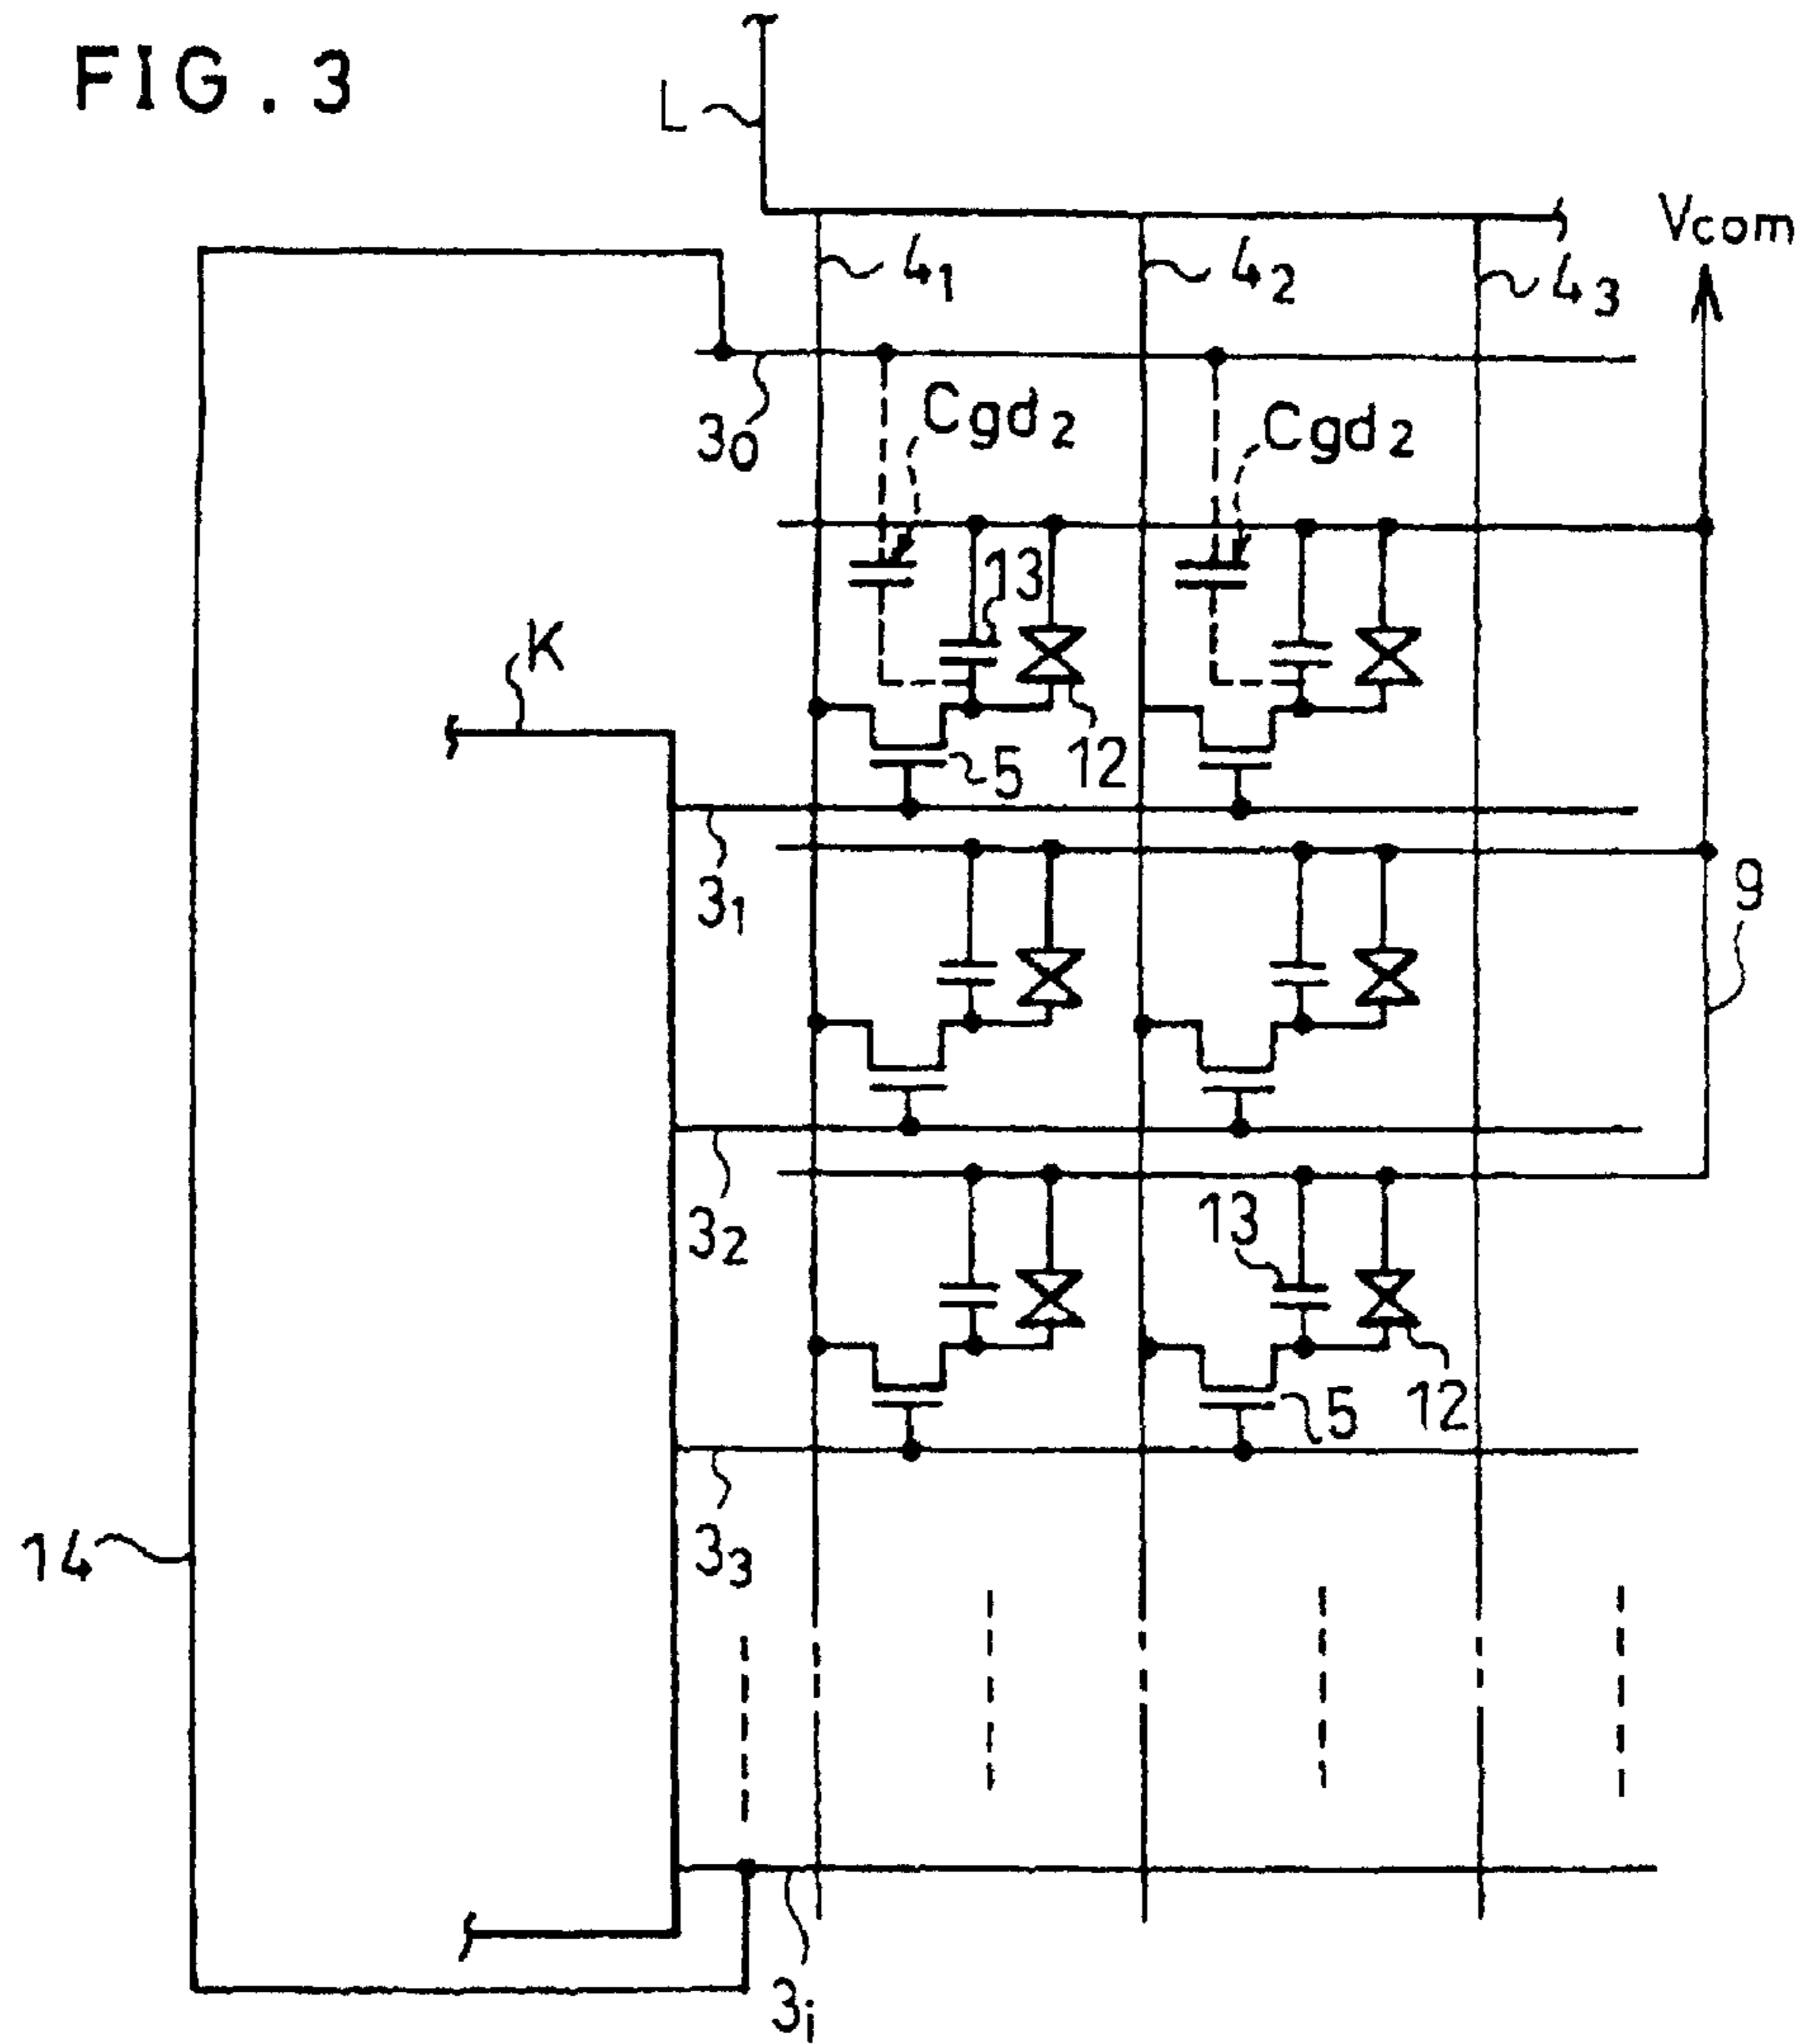 FIG. 3
L
Vcom
4₁
4₂
4₃
3₀
Cgd₂
Cgd₂
13
K
5
12
3₁
9
3₂
13
5
12
3₃
14
3i